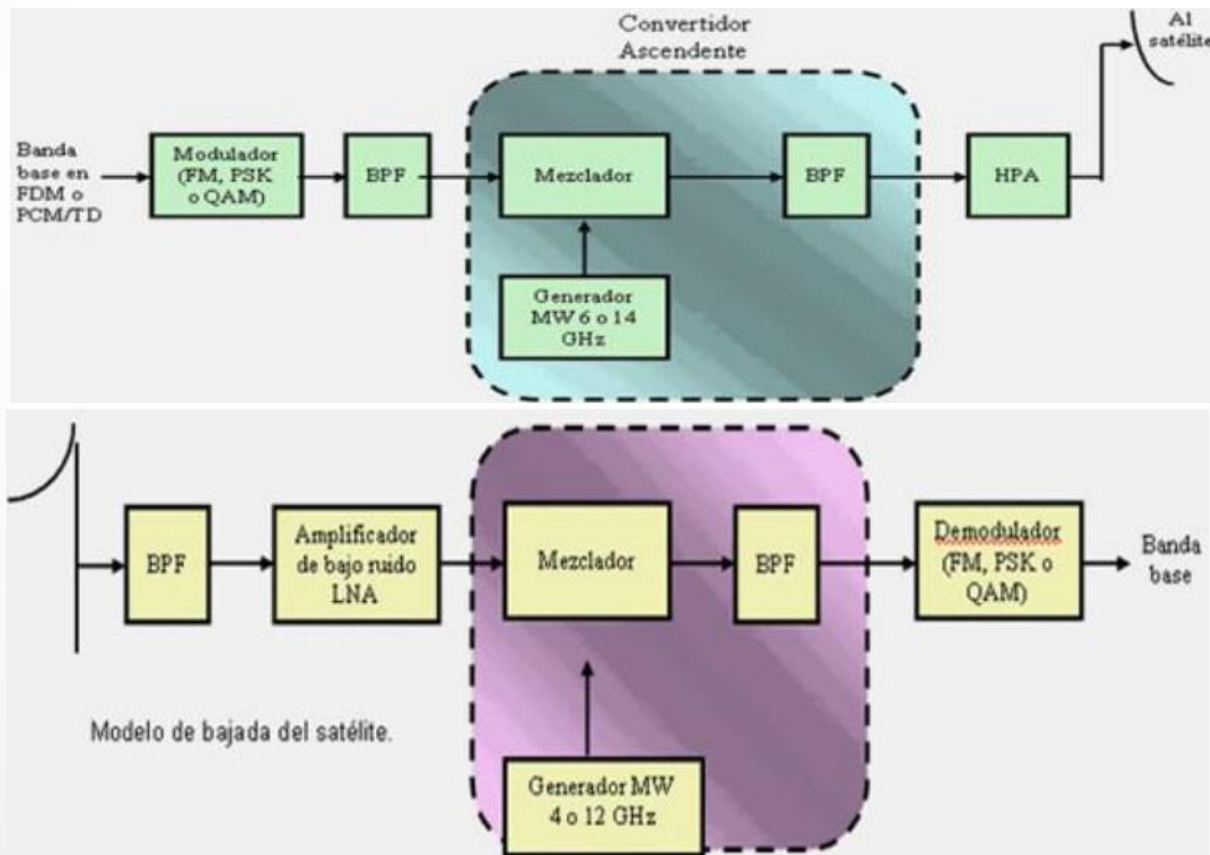 Convertidor
Ascendente
Al
satélite
Banda
base en
FDM o
PCM/TD
Modulador
(FM, PSK
o QAM)
BPF
Mezclador
BPF
HPA
Generador
MW 6 o 14
GHz
BPF
Amplificador
de bajo ruido
LNA
Mezclador
BPF
Demodulador
(FM, PSK o
QAM)
Banda
base
Modelo de bajada del satélite.
Generador MW
4 o 12 GHz